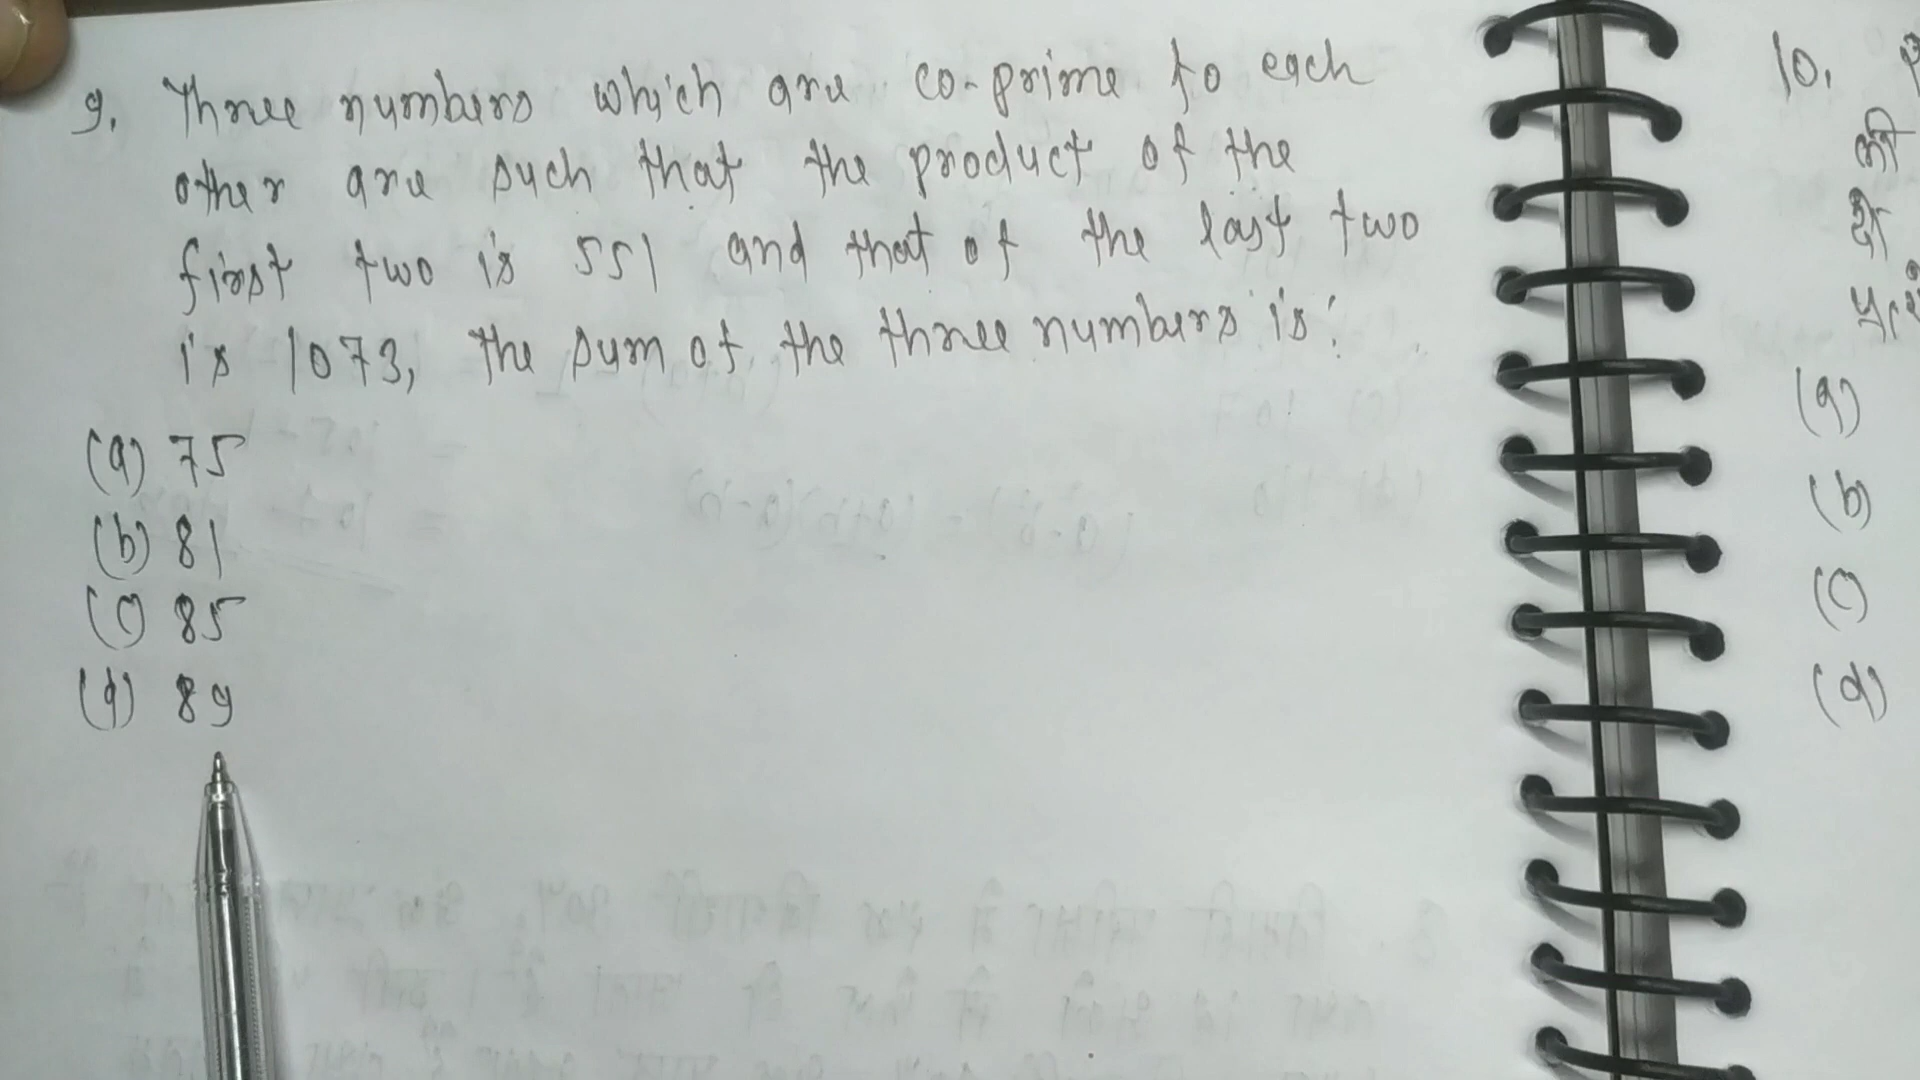 9. Three numbers which are co-prime to each
other are such that the product of the
first two is 551 and that of the last two
is 1073, the sum of the three numbers is:
(a) 75
(b) 81
(c) 85
(d) 89
10.
की
(a)
(b)
(c)
(d)